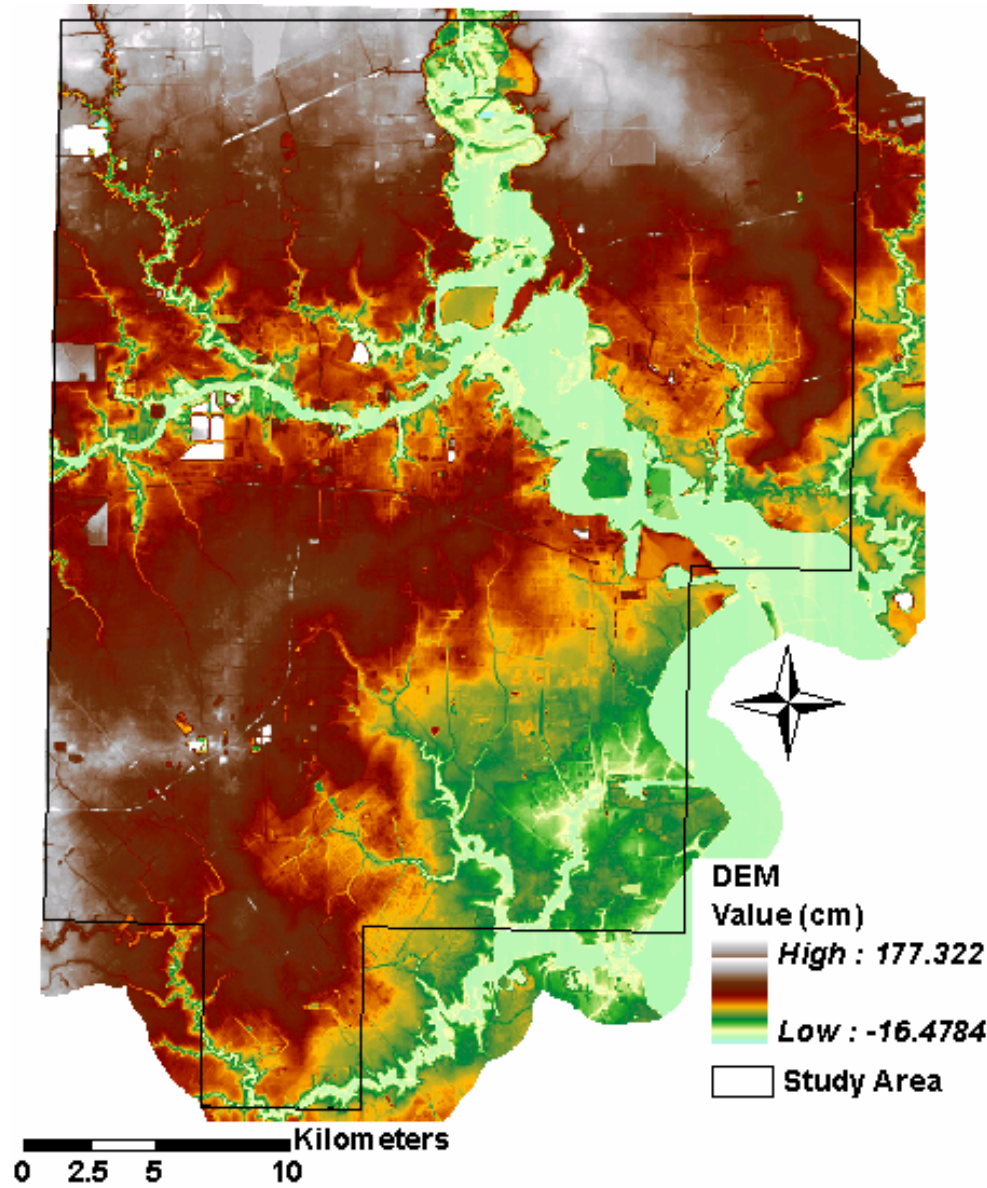 DEM
Value (cm)
High : 177.322
Low : -16.4784
Study Area
Kilometers
0 2.5 5 10